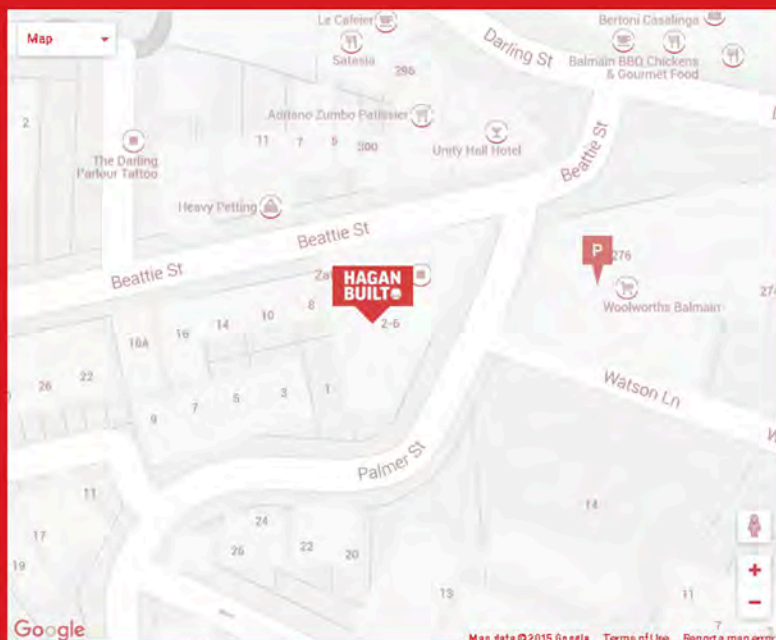 Map
Le Cafeier
Satasia
296
Bertoni Casalinga
Darling St
Balmain BBQ Chickens
& Gourmet Food
2
Adriano Zumbo Patissier
11
7
5
300
Unity Hall Hotel
Beattie St
The Darling
Parlour Tattoo
Heavy Petting
Beattie St
Beattie St
P
276
HAGAN
BUILT
2-6
Woolworths Balmain
274
8
10
14
16
18A
22
26
1
3
5
7
9
Watson Ln
W
Palmer St
11
14
17
19
24
26
22
20
13
11
7
+
−
Google
Map data ©2015 Google
Terms of Use
Report a map error